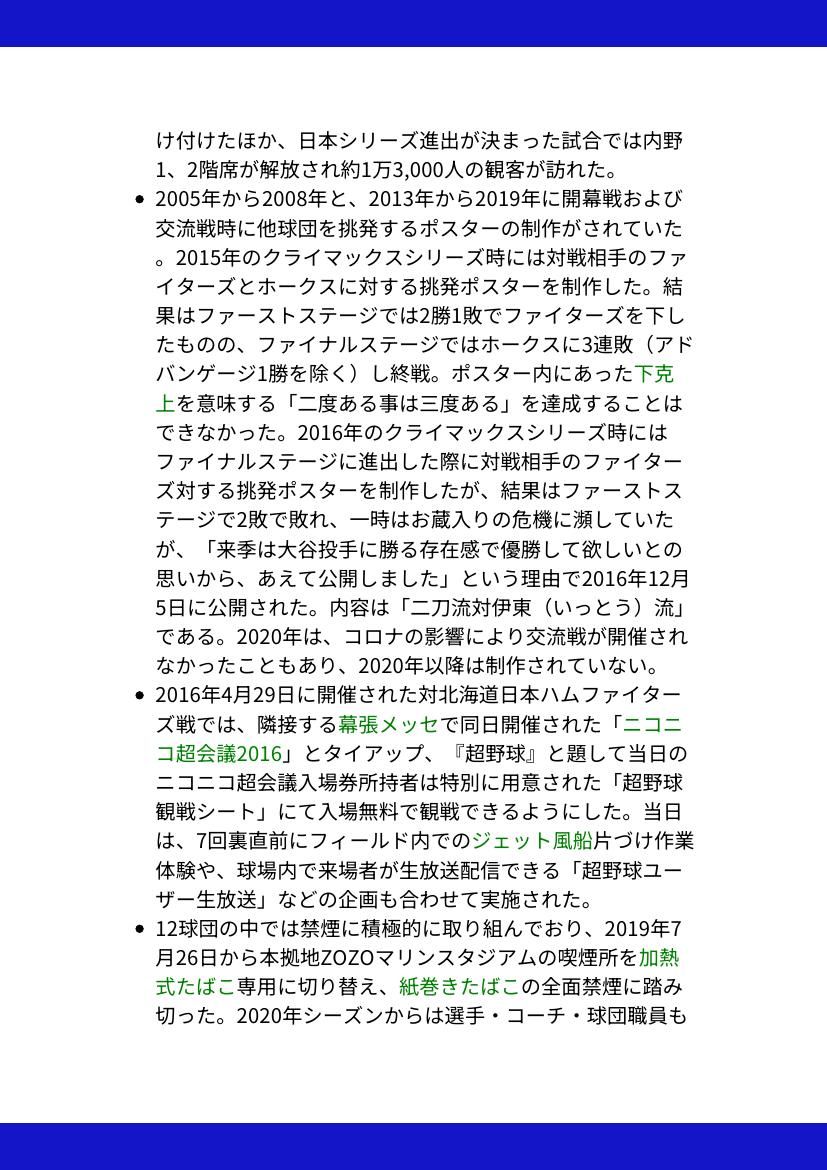 け付けたほか、日本シリーズ進出が決まった試合では内野
1、2階席が解放され約1万3,000人の観客が訪れた。
● 2005年から2008年と、2013年から2019年に開幕戦および
交流戦時に他球団を挑発するポスターの制作がされていた
。2015年のクライマックスシリーズ時には対戦相手のファ
イターズとホークスに対する挑発ポスターを制作した。結
果はファーストステージでは2勝1敗でファイターズを下し
たものの、ファイナルステージではホークスに3連敗（アド
バンゲージ1勝を除く）し終戦。ポスター内にあった下克
上を意味する「二度ある事は三度ある」を達成することは
できなかった。2016年のクライマックスシリーズ時には
ファイナルステージに進出した際に対戦相手のファイター
ズ対する挑発ポスターを制作したが、結果はファーストス
テージで2敗で敗れ、一時はお蔵入りの危機に瀕していた
が、「来季は大谷投手に勝る存在感で優勝して欲しいとの
思いから、あえて公開しました」という理由で2016年12月
5日に公開された。内容は「二刀流対伊東（いっとう）流」
である。2020年は、コロナの影響により交流戦が開催され
なかったこともあり、2020年以降は制作されていない。
● 2016年4月29日に開催された対北海道日本ハムファイター
ズ戦では、隣接する幕張メッセで同日開催された「ニコニ
コ超会議2016」とタイアップ、『超野球』と題して当日の
ニコニコ超会議入場券所持者は特別に用意された「超野球
観戦シート」にて入場無料で観戦できるようにした。当日
は、7回裏直前にフィールド内でのジェット風船片づけ作業
体験や、球場内で来場者が生放送配信できる「超野球ユー
ザー生放送」などの企画も合わせて実施された。
● 12球団の中では禁煙に積極的に取り組んでおり、2019年7
月26日から本拠地ZOZOマリンスタジアムの喫煙所を加熱
式たばこ専用に切り替え、紙巻きたばこの全面禁煙に踏み
切った。2020年シーズンからは選手・コーチ・球団職員も